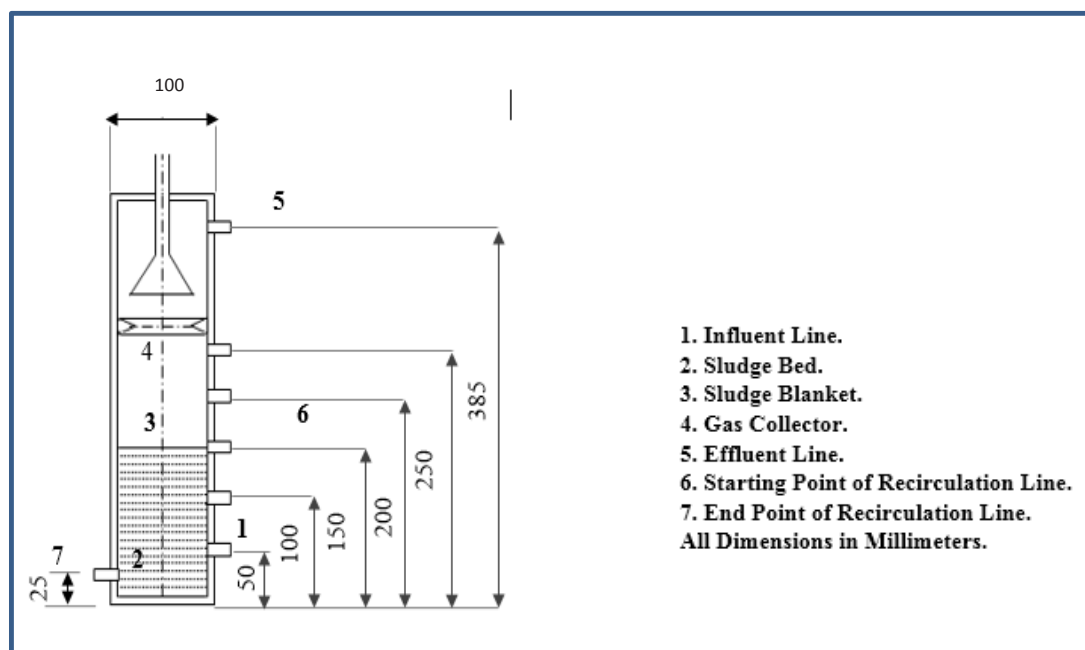 100
5
4
3
6
385
250
200
150
100
1
50
7
2
25
1. Influent Line.
2. Sludge Bed.
3. Sludge Blanket.
4. Gas Collector.
5. Effluent Line.
6. Starting Point of Recirculation Line.
7. End Point of Recirculation Line.
All Dimensions in Millimeters.